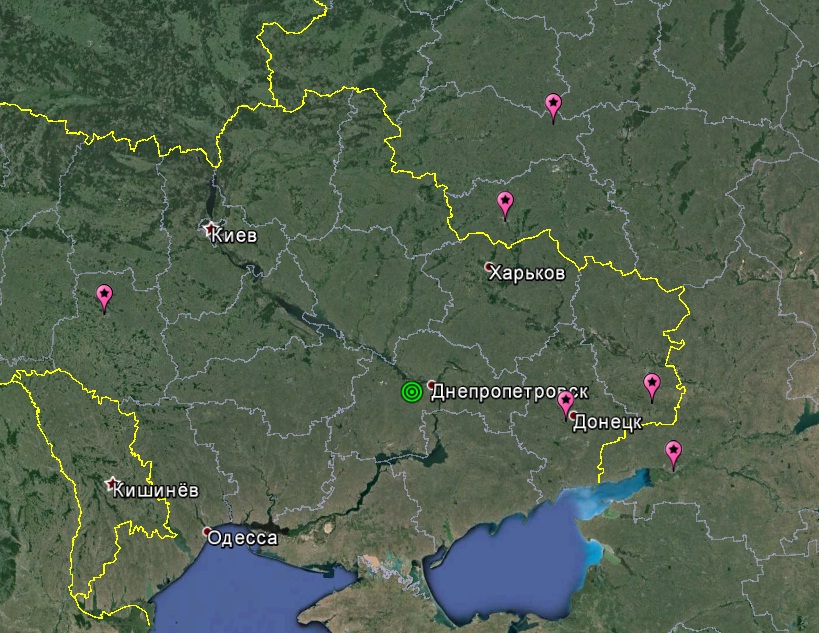 Киев
Харьков
Днепропетровск
Донецк
Кишинёв
Одесса